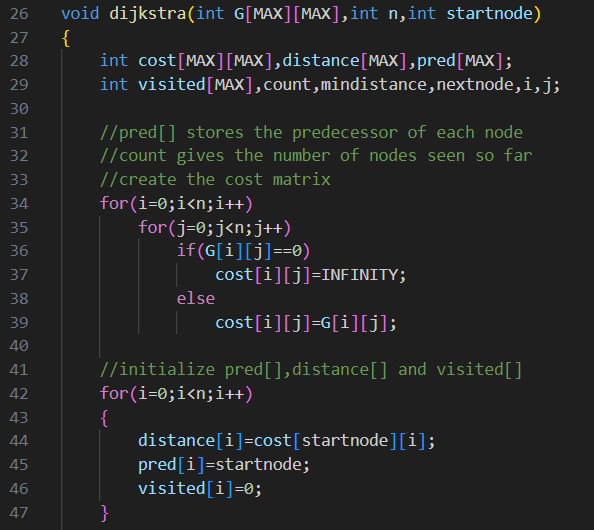 26 void dijkstra(int G[MAX][MAX],int n,int startnode)
27 {
28     int cost[MAX][MAX],distance[MAX],pred[MAX];
29     int visited[MAX],count,mindistance,nextnode,i,j;
30
31     //pred[] stores the predecessor of each node
32     //count gives the number of nodes seen so far
33     //create the cost matrix
34     for(i=0;i<n;i++)
35         for(j=0;j<n;j++)
36             if(G[i][j]==0)
37                 cost[i][j]=INFINITY;
38             else
39                 cost[i][j]=G[i][j];
40
41     //initialize pred[],distance[] and visited[]
42     for(i=0;i<n;i++)
43     {
44         distance[i]=cost[startnode][i];
45         pred[i]=startnode;
46         visited[i]=0;
47     }